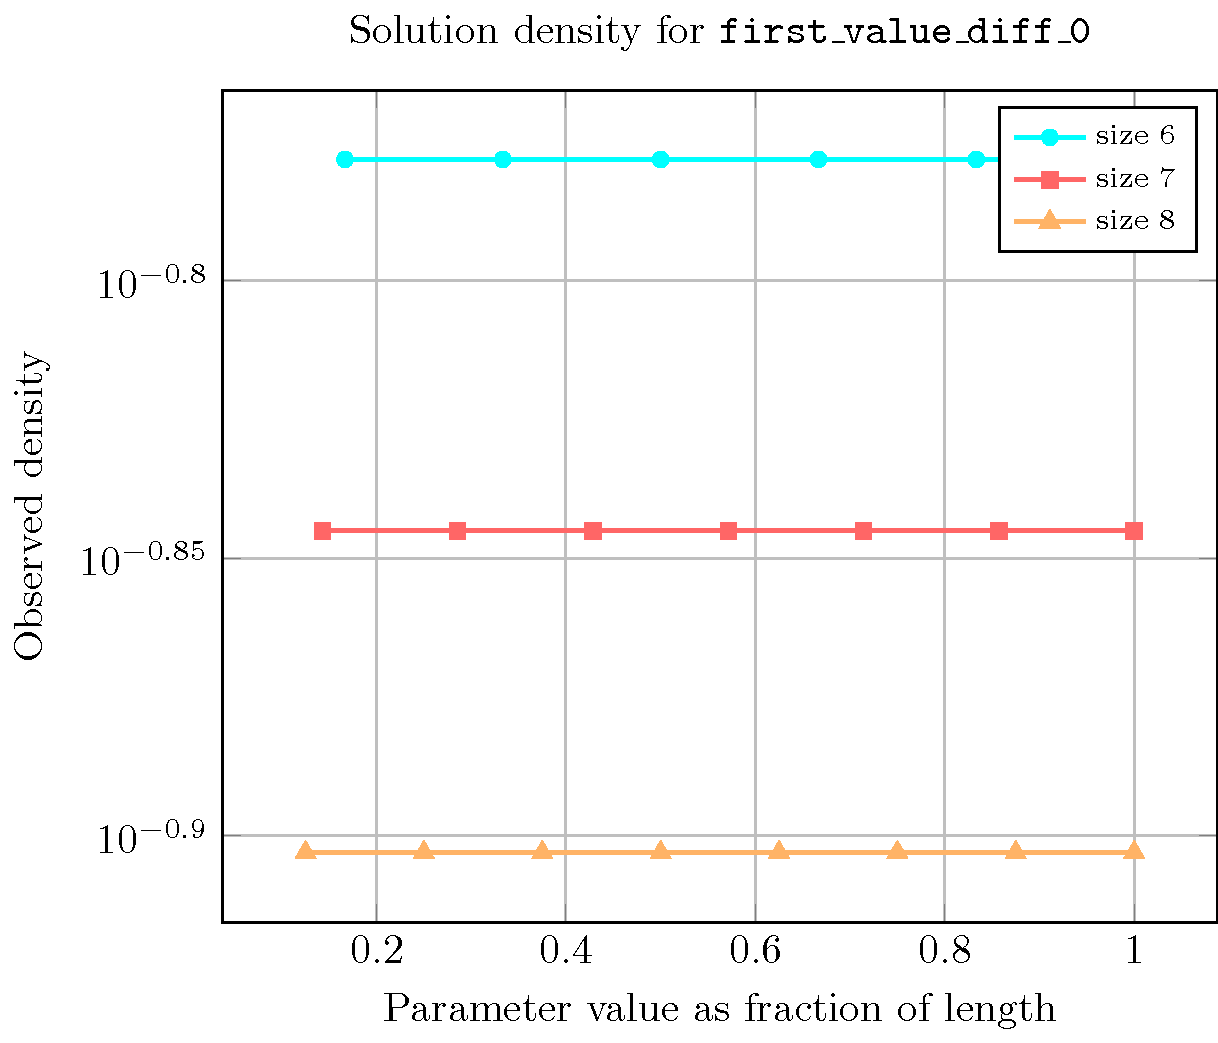 Solution density for first_value_diff_0
size 6
size 7
size 8
10^−0.8
10^−0.85
10^−0.9
Observed density
0.2 0.4 0.6 0.8 1
Parameter value as fraction of length